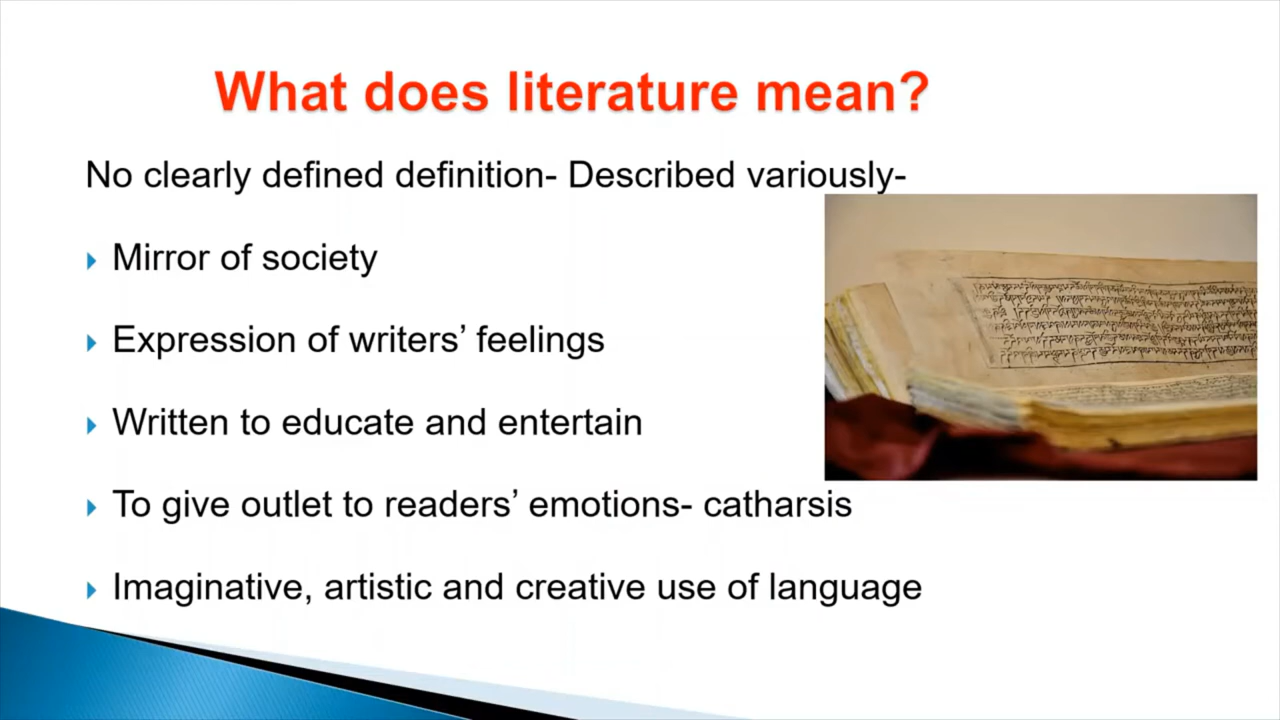 What does literature mean?
No clearly defined definition- Described variously-
Mirror of society
Expression of writers’ feelings
Written to educate and entertain
To give outlet to readers’ emotions- catharsis
Imaginative, artistic and creative use of language